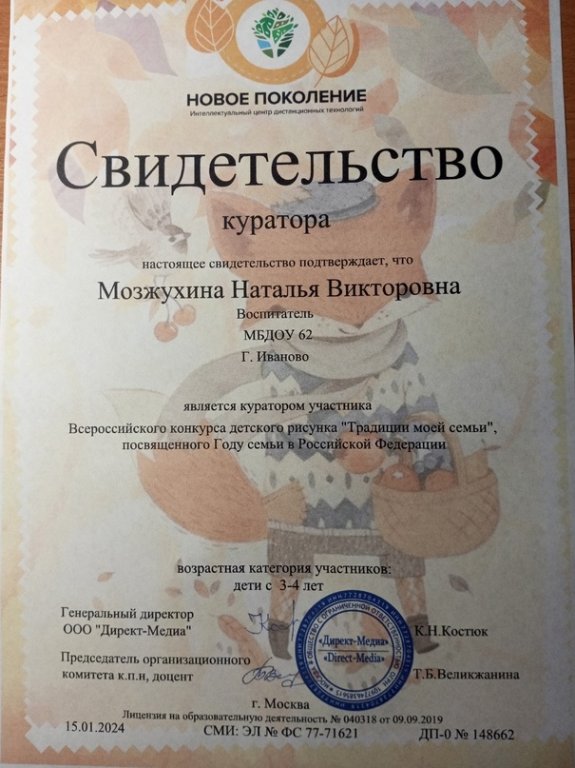 НОВОЕ ПОКОЛЕНИЕ
Интеллектуальный центр дистанционных технологий
Свидетельство
куратора
настоящее свидетельство подтверждает, что
Мозжухина Наталья Викторовна
Воспитатель
МБДОУ 62
Г. Иваново
является куратором участника
Всероссийского конкурса детского рисунка "Традиции моей семьи",
посвященного Году семьи в Российской Федерации
возрастная категория участников:
дети с 3-4 лет
Генеральный директор
ООО "Директ-Медиа"
К.Н.Костюк
«Директ-Медиа»
«Direct-Media»
Председатель организационного
комитета к.п.н, доцент
Т.Б.Великжанина
г. Москва
Лицензия на образовательную деятельность № 040318 от 09.09.2019
15.01.2024
СМИ: ЭЛ № ФС 77-71621
ДП-0 № 148662